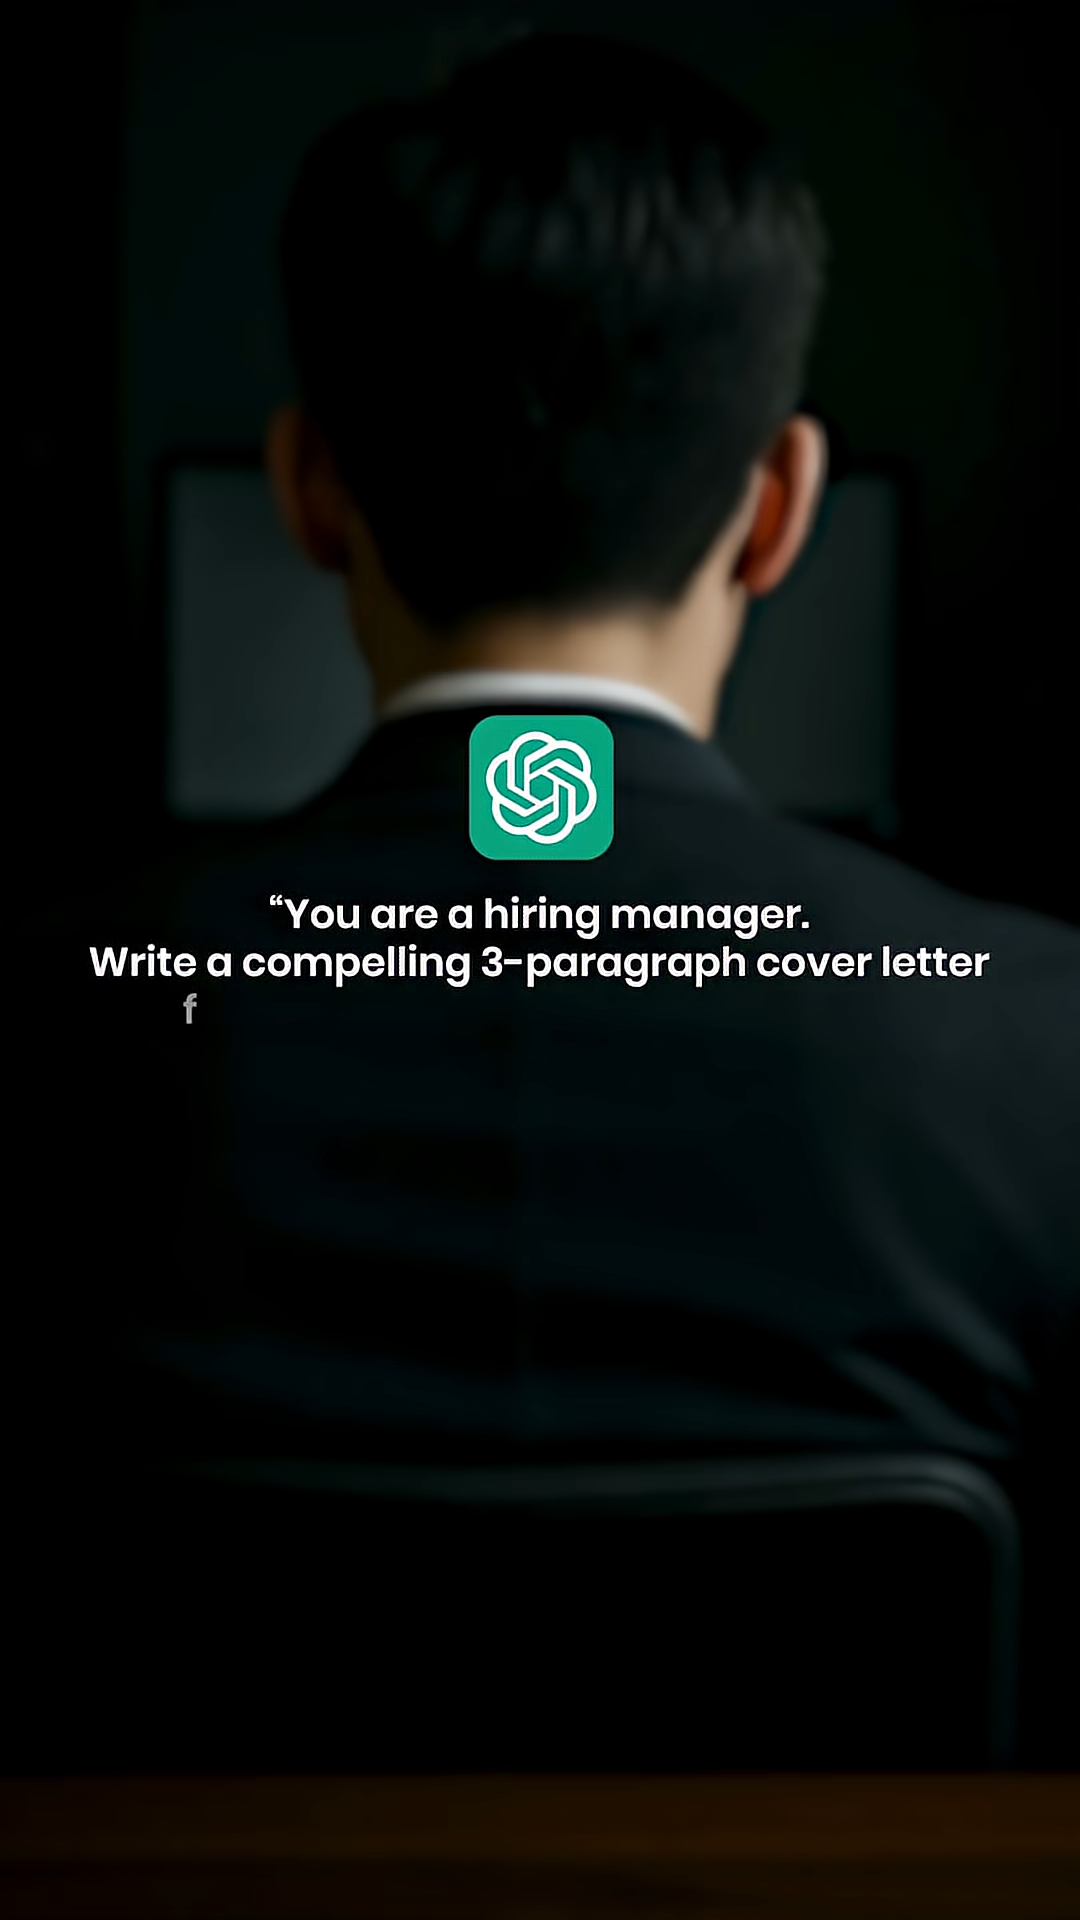 “You are a hiring manager.
Write a compelling 3-paragraph cover letter
f